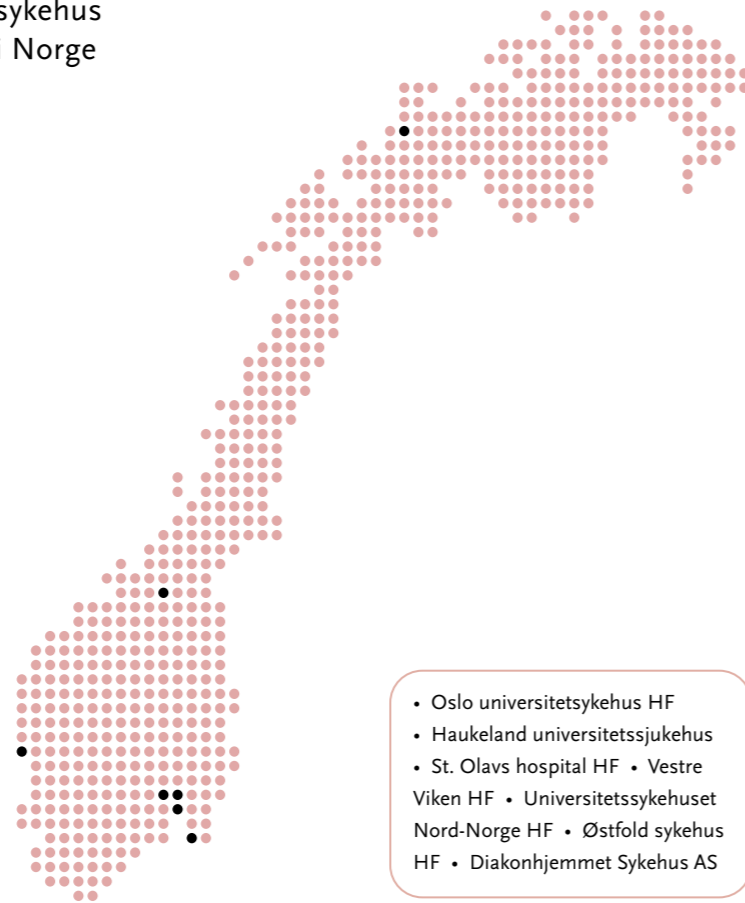 sykehus
i Norge
• Oslo universitetsykehus HF
• Haukeland universitetssjukehus
• St. Olavs hospital HF • Vestre
Viken HF • Universitetssykehuset
Nord-Norge HF • Østfold sykehus
HF • Diakonhjemmet Sykehus AS